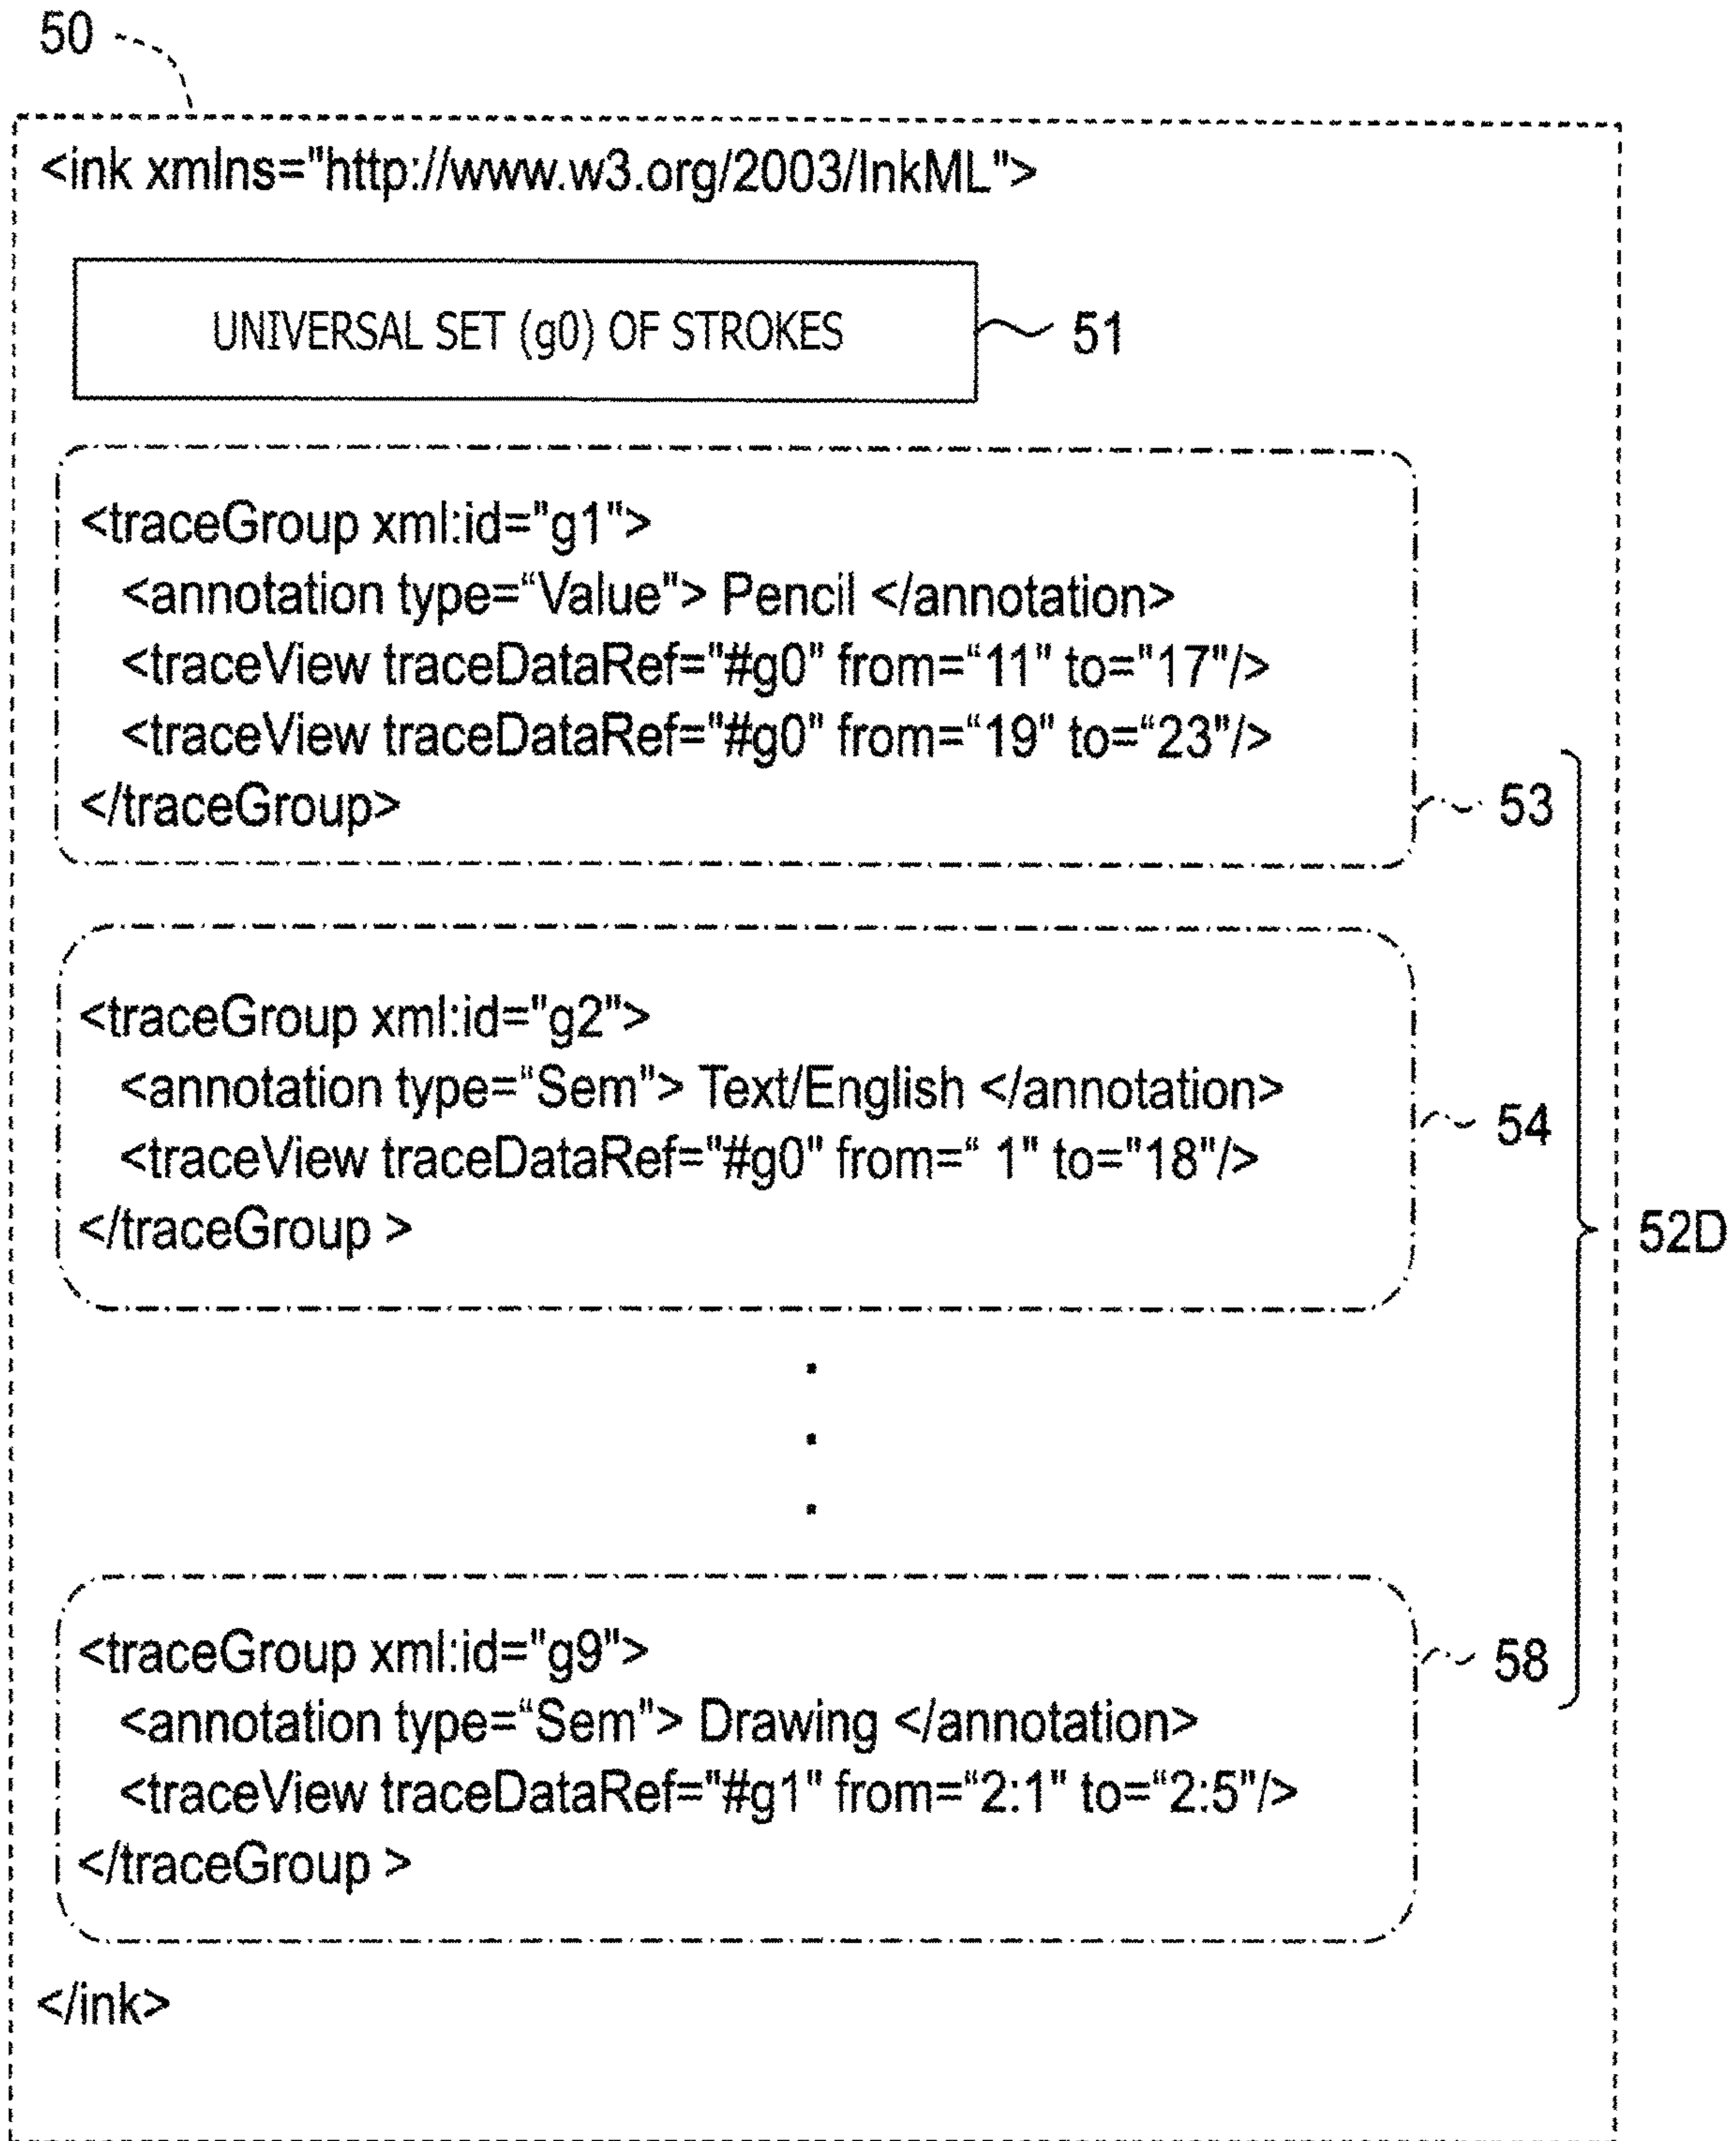 50
<ink xmlns="http://www.w3.org/2003/InkML">
UNIVERSAL SET (g0) OF STROKES
51
<traceGroup xml:id="g1">
<annotation type=“Value"> Pencil </annotation>
<traceView traceDataRef="#g0" from=“11" to="17"/>
<traceView traceDataRef="#g0" from=“19" to=“23"/>
</traceGroup>
53
<traceGroup xml:id="g2">
<annotation type=“Sem"> Text/English </annotation>
54
<traceView traceDataRef="#g0" from=“ 1" to="18"/>
</traceGroup >
52D
<traceGroup xml:id="g9">
58
<annotation type=“Sem"> Drawing </annotation>
<traceView traceDataRef="#g1" from=“2:1" to=“2:5"/>
</traceGroup >
</ink>